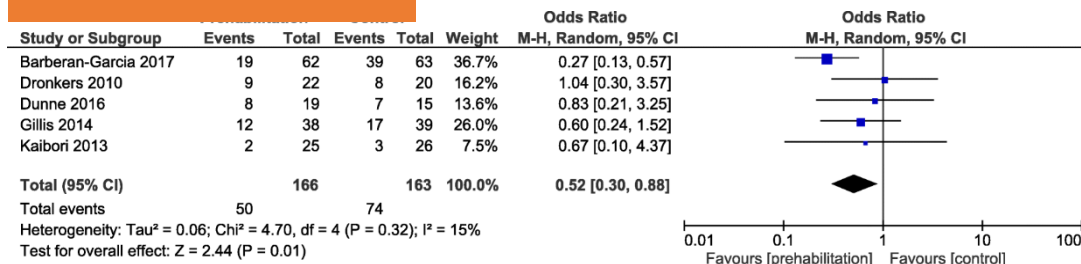 Odds Ratio Odds Ratio
Study or Subgroup Events Total Events Total Weight M-H, Random, 95% CI M-H, Random, 95% CI
Barberan-Garcia 2017 19 62 39 63 36.7% 0.27 [0.13, 0.57]
Dronkers 2010 9 22 8 20 16.2% 1.04 [0.30, 3.57]
Dunne 2016 8 19 7 15 13.6% 0.83 [0.21, 3.25]
Gillis 2014 12 38 17 39 26.0% 0.60 [0.24, 1.52]
Kaibori 2013 2 25 3 26 7.5% 0.67 [0.10, 4.37]
Total (95% CI) 166 163 100.0% 0.52 [0.30, 0.88]
Total events 50 74
Heterogeneity: Tau² = 0.06; Chi² = 4.70, df = 4 (P = 0.32); I² = 15%
Test for overall effect: Z = 2.44 (P = 0.01)
0.01 0.1 1 10 100
Favours [prehabilitation] Favours [control]